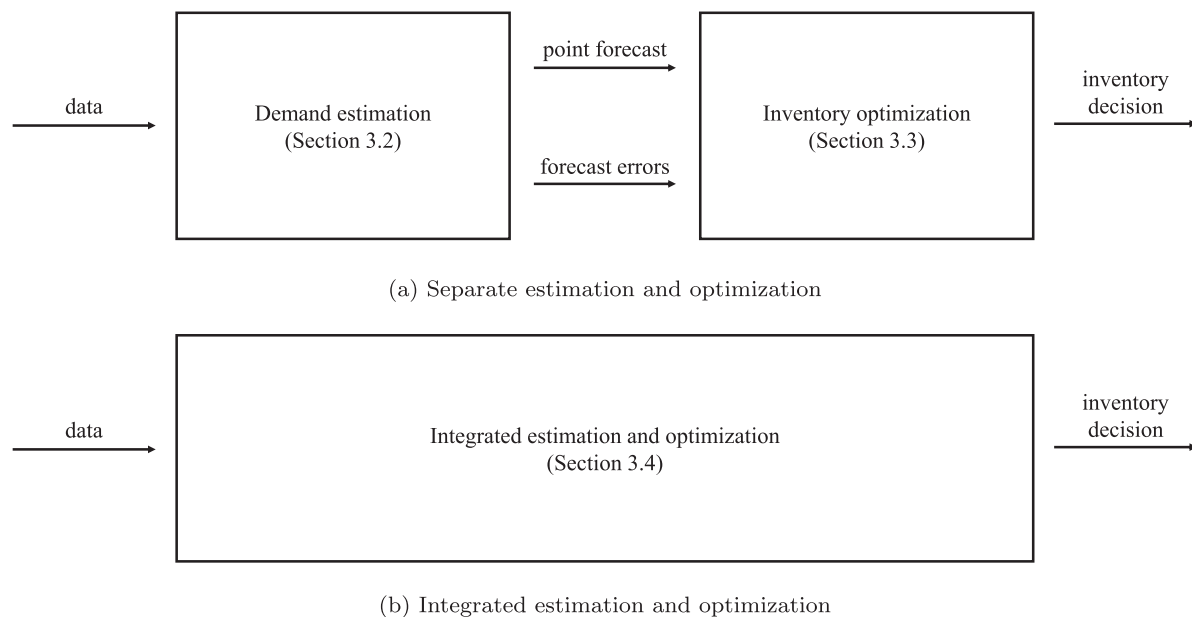 data
Demand estimation
(Section 3.2)
point forecast
forecast errors
Inventory optimization
(Section 3.3)
inventory
decision
(a) Separate estimation and optimization
data
Integrated estimation and optimization
(Section 3.4)
inventory
decision
(b) Integrated estimation and optimization